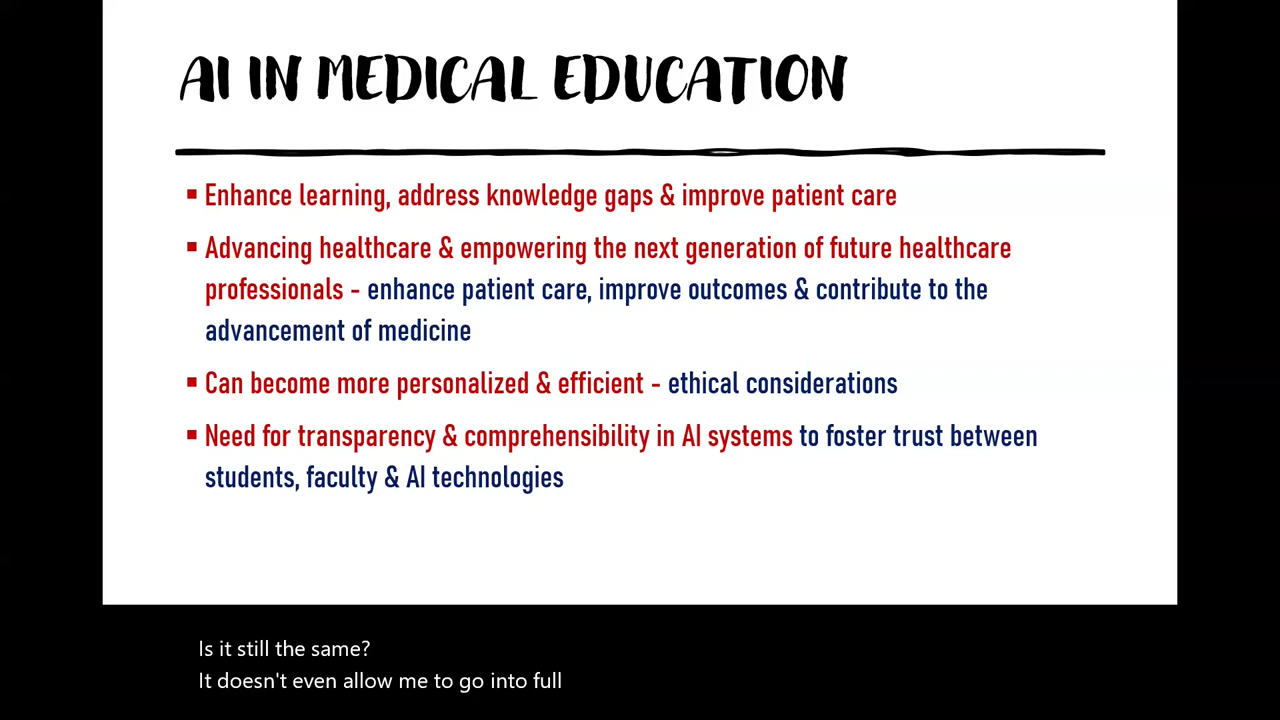 AI IN MEDICAL EDUCATION
▪ Enhance learning, address knowledge gaps & improve patient care
▪ Advancing healthcare & empowering the next generation of future healthcare
professionals - enhance patient care, improve outcomes & contribute to the
advancement of medicine
▪ Can become more personalized & efficient - ethical considerations
▪ Need for transparency & comprehensibility in AI systems to foster trust between
students, faculty & AI technologies
Is it still the same?
It doesn't even allow me to go into full